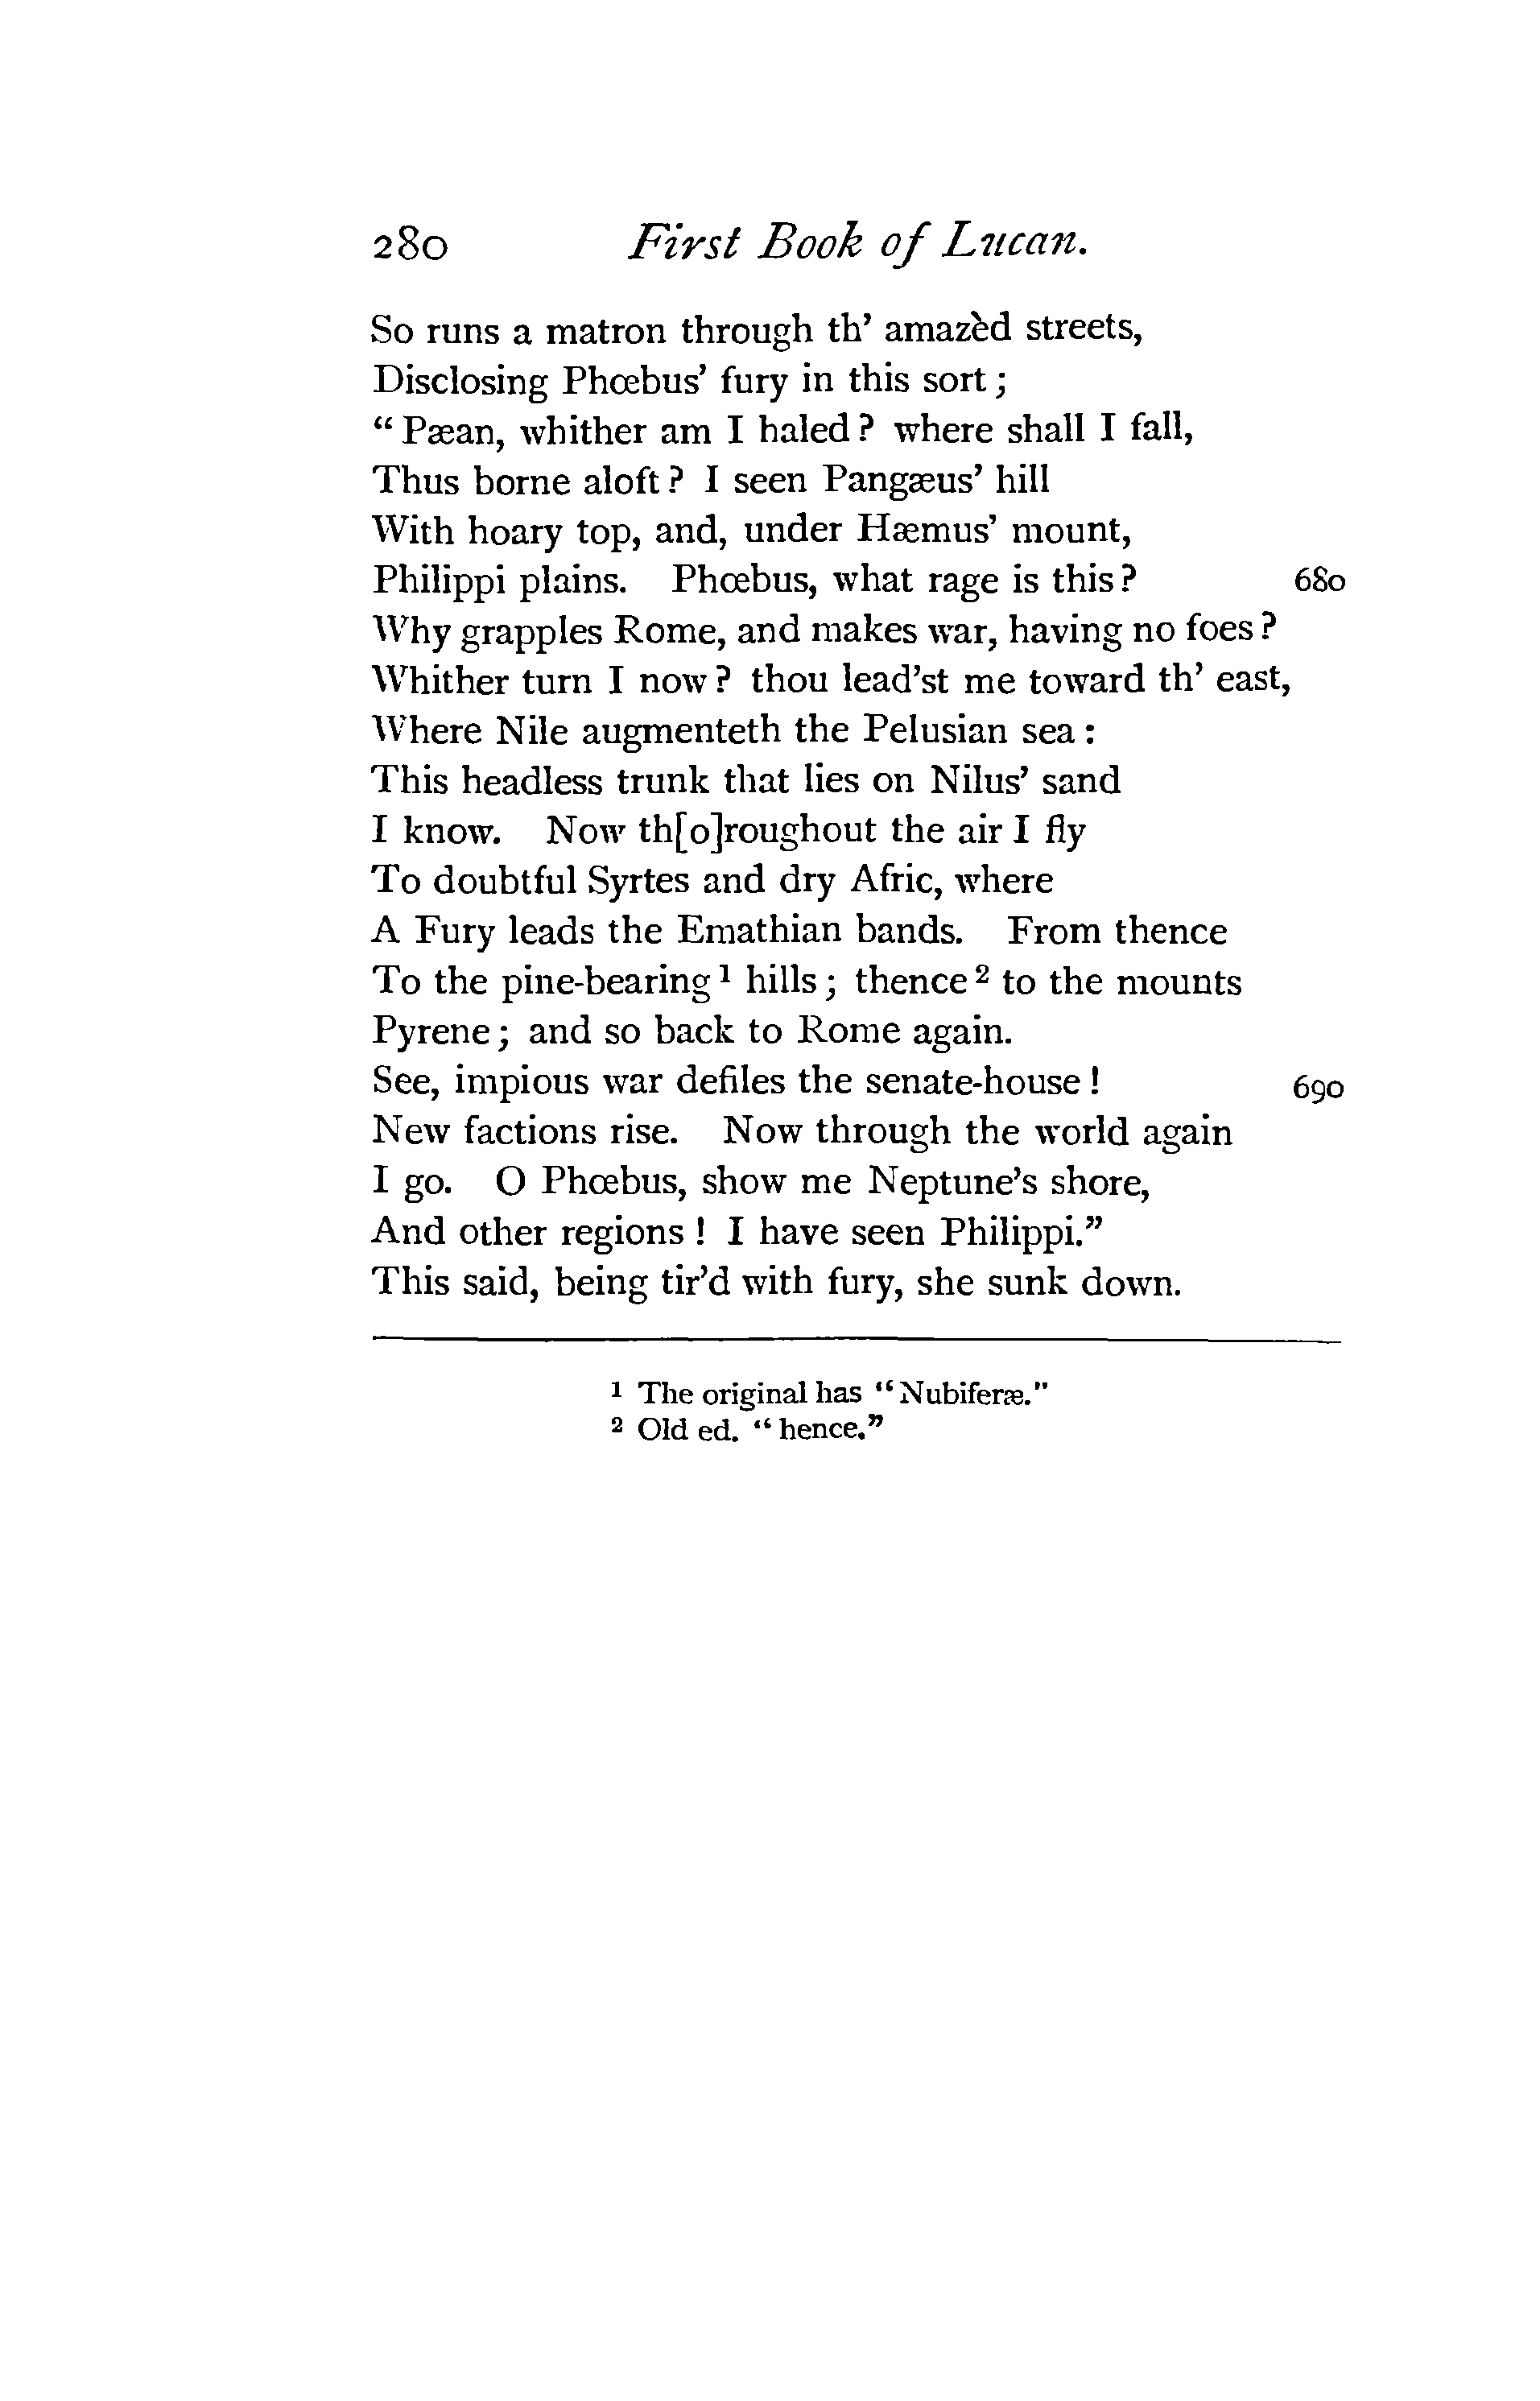 280 First Book of Lucan.
So runs a matron through th' amazèd streets,
Disclosing Phœbus' fury in this sort ;
“ Pæan, whither am I haled ? where shall I fall,
Thus borne aloft ? I seen Pangæus' hill
With hoary top, and, under Hæmus' mount,
Philippi plains. Phœbus, what rage is this ? 680
Why grapples Rome, and makes war, having no foes ?
Whither turn I now ? thou lead'st me toward th' east,
Where Nile augmenteth the Pelusian sea :
This headless trunk that lies on Nilus' sand
I know. Now th[o]roughout the air I fly
To doubtful Syrtes and dry Afric, where
A Fury leads the Emathian bands. From thence
To the pine-bearing ¹ hills ; thence ² to the mounts
Pyrene ; and so back to Rome again.
See, impious war defiles the senate-house ! 690
New factions rise. Now through the world again
I go. O Phœbus, show me Neptune's shore,
And other regions ! I have seen Philippi.”
This said, being tir'd with fury, she sunk down.
¹ The original has “ Nubiferæ.”
² Old ed. “ hence.”